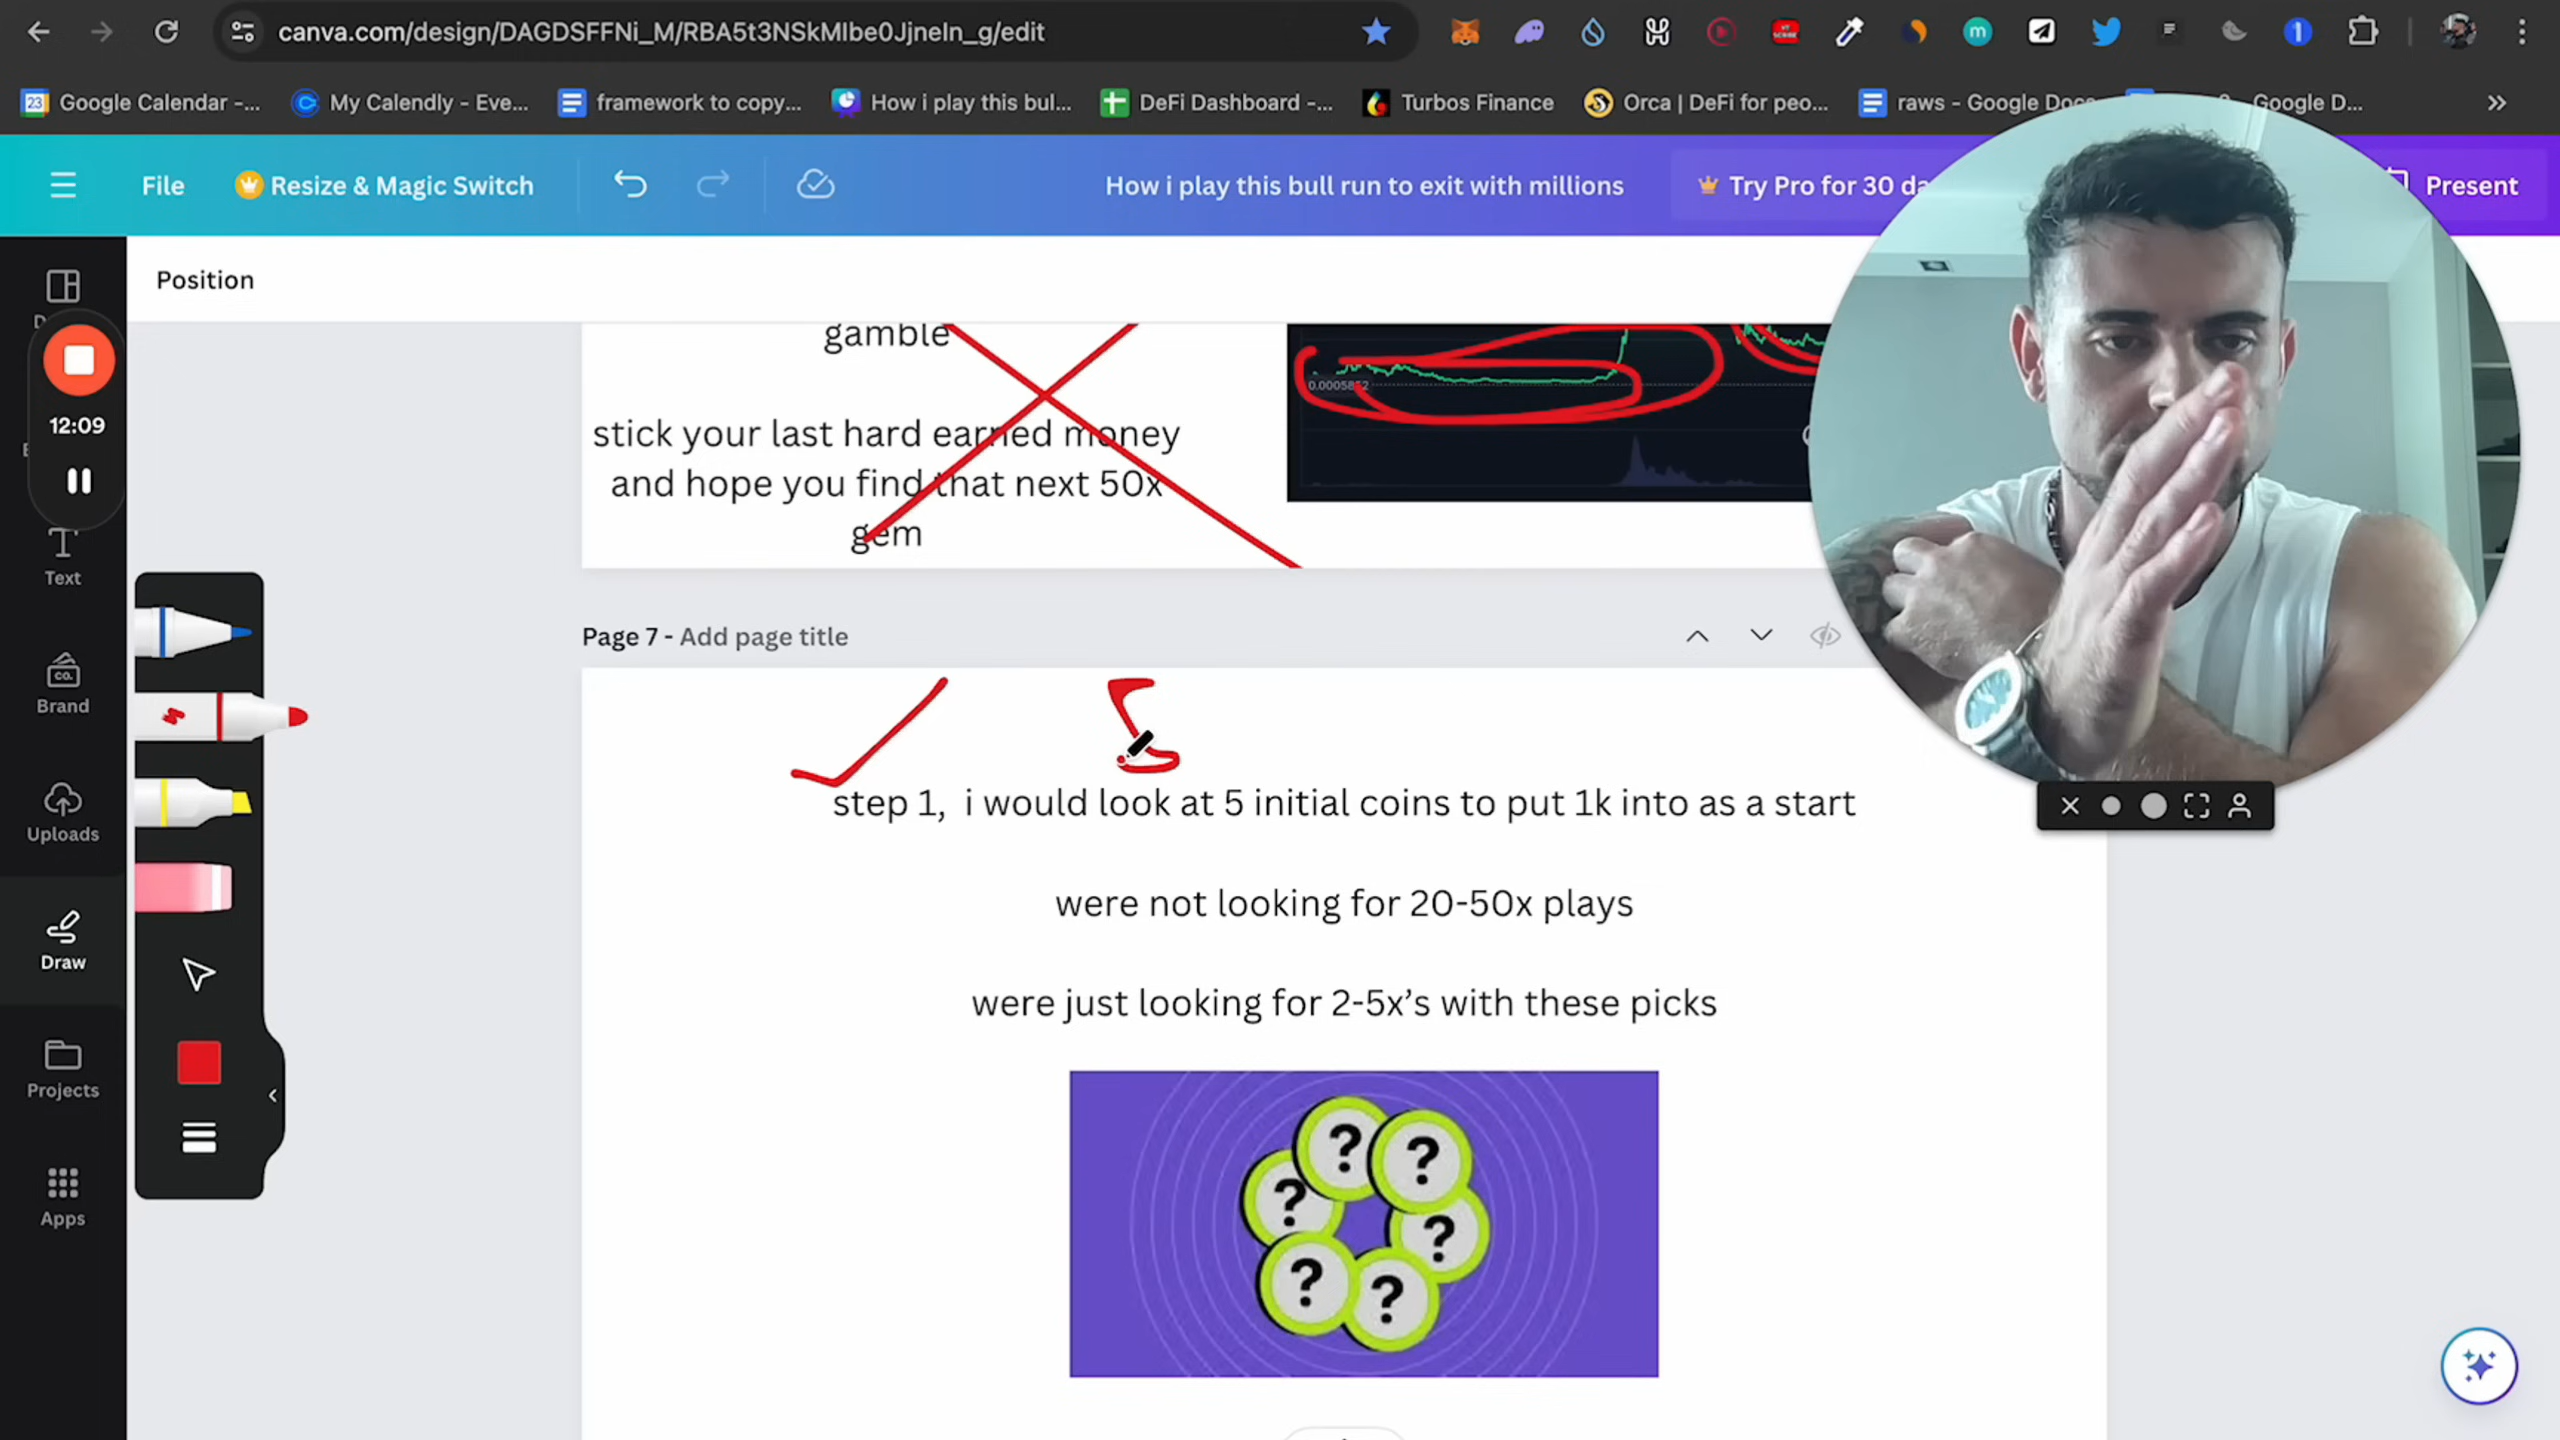 canva.com/design/DAGDSFFNi_M/RBA5t3NSkMIbe0JjneIn_g/edit
Google Calendar -...
My Calendly - Eve...
framework to copy...
How i play this bul...
DeFi Dashboard -...
Turbos Finance
Orca | DeFi for peo...
raws - Google Docs
Google D...
File
Resize & Magic Switch
How i play this bull run to exit with millions
Try Pro for 30 da
Present
Position
12:09
Text
Brand
Uploads
Draw
Projects
Apps
gamble
stick your last hard earned money
and hope you find that next 50x
gem
Page 7 - Add page title
5
step 1, i would look at 5 initial coins to put 1k into as a start
were not looking for 20-50x plays
were just looking for 2-5x’s with these picks
? ? ? ? ? ?